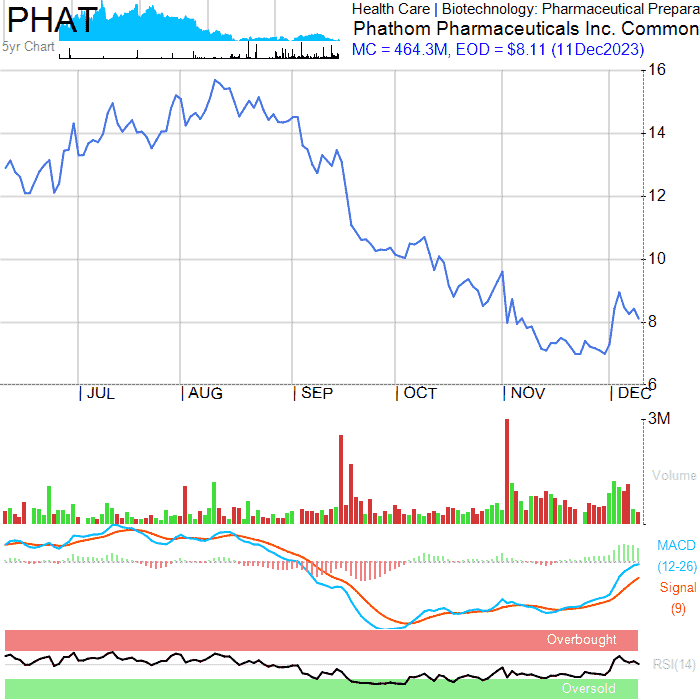 PHAT
Health Care | Biotechnology: Pharmaceutical Prepara
Phathom Pharmaceuticals Inc. Common
5yr Chart
MC = 464.3M, EOD = $8.11 (11Dec2023)
16
14
12
10
8
6
JUL AUG SEP OCT NOV DEC
3M
Volume
MACD
(12-26)
Signal
(9)
Overbought
RSI(14)
Oversold